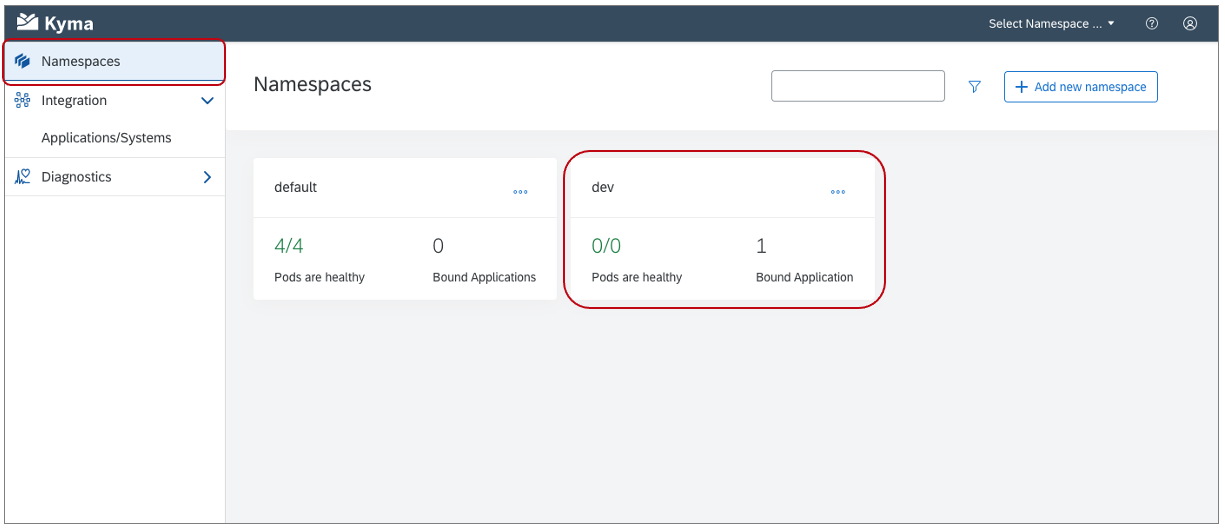 Kyma
Select Namespace ...
Namespaces
Integration
Applications/Systems
Diagnostics
Namespaces
Add new namespace
default
4/4
Pods are healthy
0
Bound Applications
dev
0/0
Pods are healthy
1
Bound Application